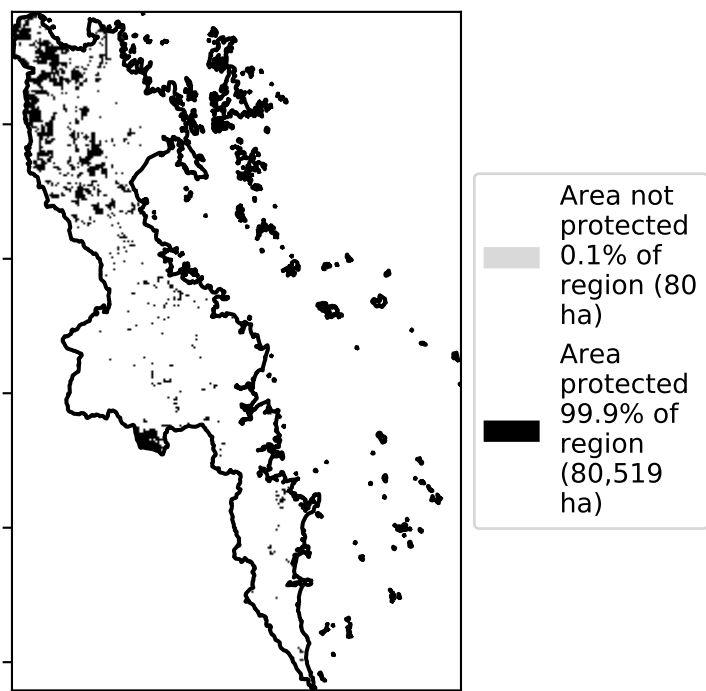 Area not
protected
0.1% of
region (80
ha)
Area
protected
99.9% of
region
(80,519
ha)